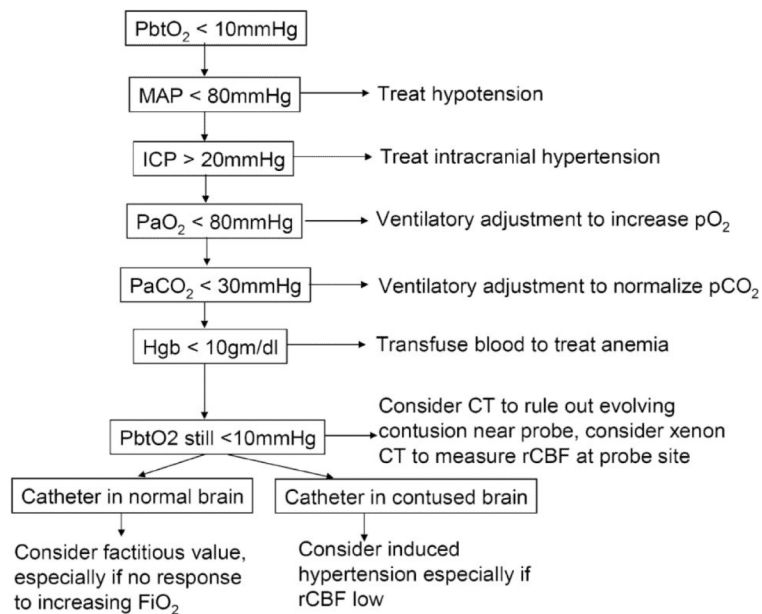 PbtO₂ < 10mmHg
MAP < 80mmHg
Treat hypotension
ICP > 20mmHg
Treat intracranial hypertension
PaO₂ < 80mmHg
Ventilatory adjustment to increase pO₂
PaCO₂ < 30mmHg
Ventilatory adjustment to normalize pCO₂
Hgb < 10gm/dl
Transfuse blood to treat anemia
PbtO2 still <10mmHg
Consider CT to rule out evolving
contusion near probe, consider xenon
CT to measure rCBF at probe site
Catheter in normal brain
Catheter in contused brain
Consider factitious value,
especially if no response
to increasing FiO₂
Consider induced
hypertension especially if
rCBF low